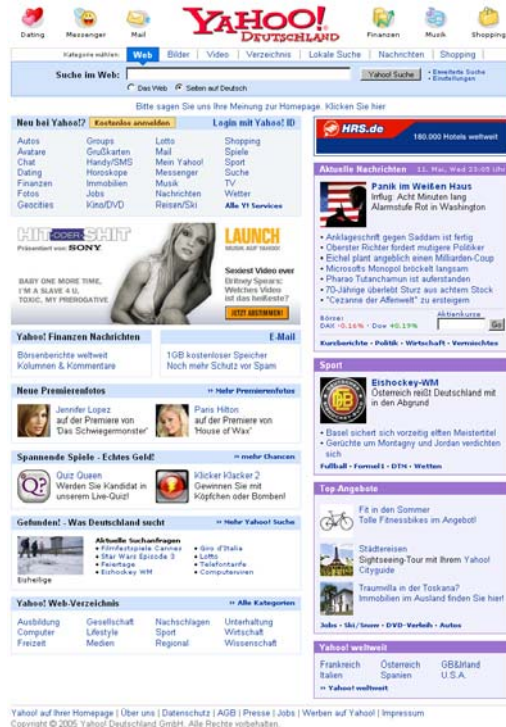 YAHOO!
DEUTSCHLAND
Dating Messenger Mail Finanzen Musik Shopping
Kategorie wählen: Web | Bilder | Video | Verzeichnis | Lokale Suche | Nachrichten | Shopping |
Suche im Web: Yahoo! Suche
• Erweiterte Suche
• Einstellungen
Das Web Seiten auf Deutsch
Bitte sagen Sie uns Ihre Meinung zur Homepage. Klicken Sie hier
Neu bei Yahoo!? Kostenlos anmelden Login mit Yahoo! ID
Autos Groups Lotto Shopping
Avatare Grußkarten Mail Spiele
Chat Handy/SMS Mein Yahoo! Sport
Dating Horoskope Messenger Suche
Finanzen Immobilien Musik TV
Fotos Jobs Nachrichten Wetter
Geocities Kino/DVD Reisen/Ski Alle Y! Services
HIT-ODER-SHIT
Präsentiert von: SONY
BABY ONE MORE TIME,
I'M A SLAVE 4 U,
TOXIC, MY PREROGATIVE
LAUNCH
MUSIK AUF YAHOO!
Sexiest Video ever
Britney Spears:
Welches Video
ist das heißeste?
JETZT ABSTIMMEN!
Yahoo! Finanzen Nachrichten
Börsenberichte weltweit
Kolumnen & Kommentare
E-Mail
1GB kostenloser Speicher
Noch mehr Schutz vor Spam
Neue Premierenfotos » Mehr Premierenfotos
Jennifer Lopez
auf der Premiere von
'Das Schwiegermonster'
Paris Hilton
auf der Premiere von
'House of Wax'
Spannende Spiele - Echtes Geld! » mehr Chancen
Q?
Quiz Queen
Werden Sie Kandidat in
unserem Live-Quiz!
Klicker Klacker 2
Gewinnen Sie mit
Köpfchen oder Bomben!
Gefunden! - Was Deutschland sucht » Mehr Yahoo! Suche
Eisheilige
Aktuelle Suchanfragen
• Filmfestspiele Cannes • Giro d'Italia
• Star Wars Episode 3 • Lotto
• Feiertage • Telefontarife
• Eishockey WM • Computerviren
Yahoo! Web-Verzeichnis » Alle Kategorien
Ausbildung Gesellschaft Nachschlagen Unterhaltung
Computer Lifestyle Sport Wirtschaft
Freizeit Medien Regional Wissenschaft
HRS.de 180.000 Hotels weltweit
Aktuelle Nachrichten 11. Mai, Wed 23:05 Uhr
Panik im Weißen Haus
Irrflug: Acht Minuten lang
Alarmstufe Rot in Washington
• Anklageschrift gegen Saddam ist fertig
• Oberster Richter fordert mutigere Politiker
• Eichel plant angeblich einen Milliarden-Coup
• Microsofts Monopol bröckelt langsam
• Pharao Tutanchamun ist auferstanden
• 70-Jährige überlebt Sturz aus achtem Stock
• "Cezanne der Affenwelt" zu ersteigern
Börse: Aktienkurse
DAX -0.16% • Dow +0.19% Go
Kursberichte • Politik • Wirtschaft • Vermischtes
Sport
Eishockey-WM
Österreich reißt Deutschland mit
in den Abgrund
• Basel sichert sich vorzeitig elften Meistertitel
• Gerüchte um Montagny und Jordan verdichten
sich
Fußball • Formel 1 • DTM • Wetten
Top Angebote
Fit in den Sommer
Tolle Fitnessbikes im Angebot!
Städtereisen
Sightseeing-Tour mit Ihrem Yahoo!
Cityguide
Traumvilla in der Toskana?
Immobilien im Ausland finden Sie hier!
Jobs • Ski/Snow • DVD-Verleih • Autos
Yahoo! weltweit
Frankreich Österreich GB&Irland
Italien Spanien U.S.A.
» Yahoo! weltweit
Yahoo! auf Ihrer Homepage | Über uns | Datenschutz | AGB | Presse | Jobs | Werben auf Yahoo! | Impressum
Copyright © 2005 Yahoo! Deutschland GmbH. Alle Rechte vorbehalten.